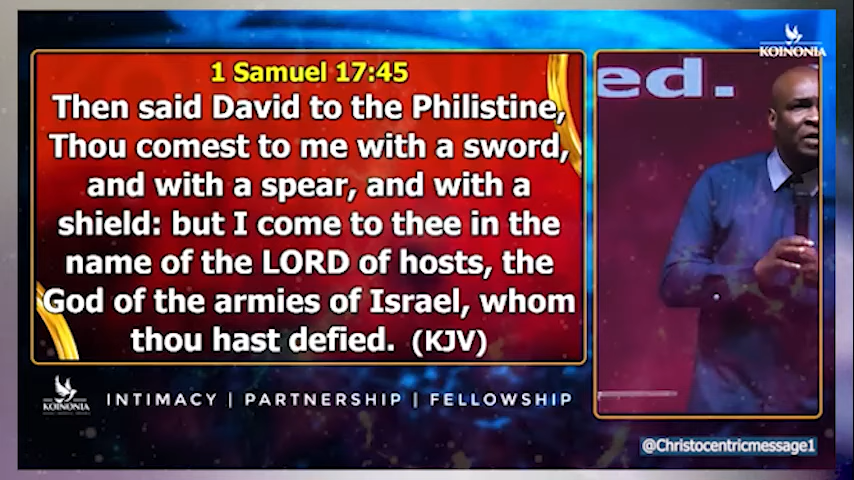 KOINONIA
1 Samuel 17:45
Then said David to the Philistine,
Thou comest to me with a sword,
and with a spear, and with a
shield: but I come to thee in the
name of the LORD of hosts, the
God of the armies of Israel, whom
thou hast defied. (KJV)
ed.
KOINONIA
INTIMACY | PARTNERSHIP | FELLOWSHIP
@Christocentricmessage1